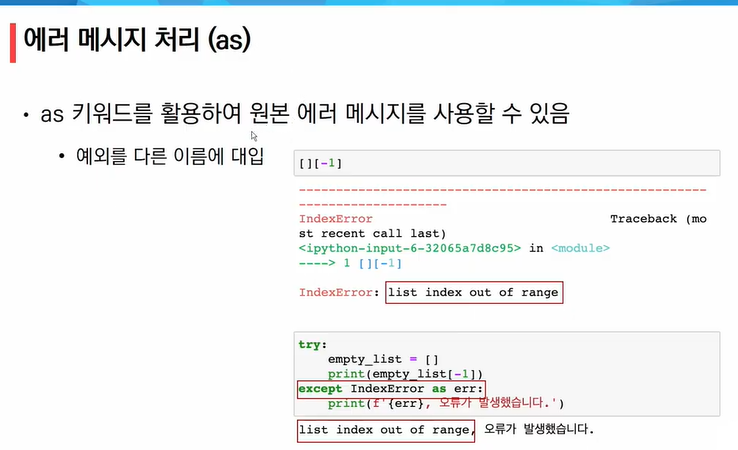 에러 메시지 처리 (as)
• as 키워드를 활용하여 원본 에러 메시지를 사용할 수 있음
• 예외를 다른 이름에 대입
[][-1]
---------------------------------------------------------------------------
IndexError                                Traceback (mo
st recent call last)
<ipython-input-6-32065a7d8c95> in <module>
----> 1 [][-1]
IndexError: list index out of range
try:
    empty_list = []
    print(empty_list[-1])
except IndexError as err:
    print(f'{err}, 오류가 발생했습니다.')
list index out of range, 오류가 발생했습니다.